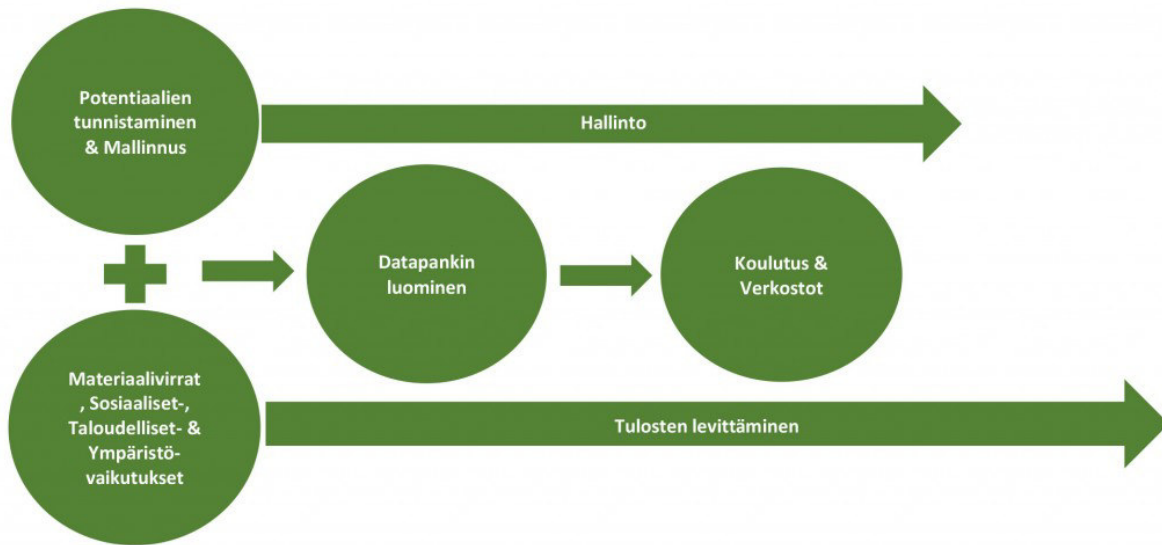 Potentiaalien
tunnistaminen
& Mallinnus
Hallinto
Datapankin
luominen
Koulutus &
Verkostot
Materiaalivirrat
, Sosiaaliset-,
Taloudelliset- &
Ympäristö-
vaikutukset
Tulosten levittäminen